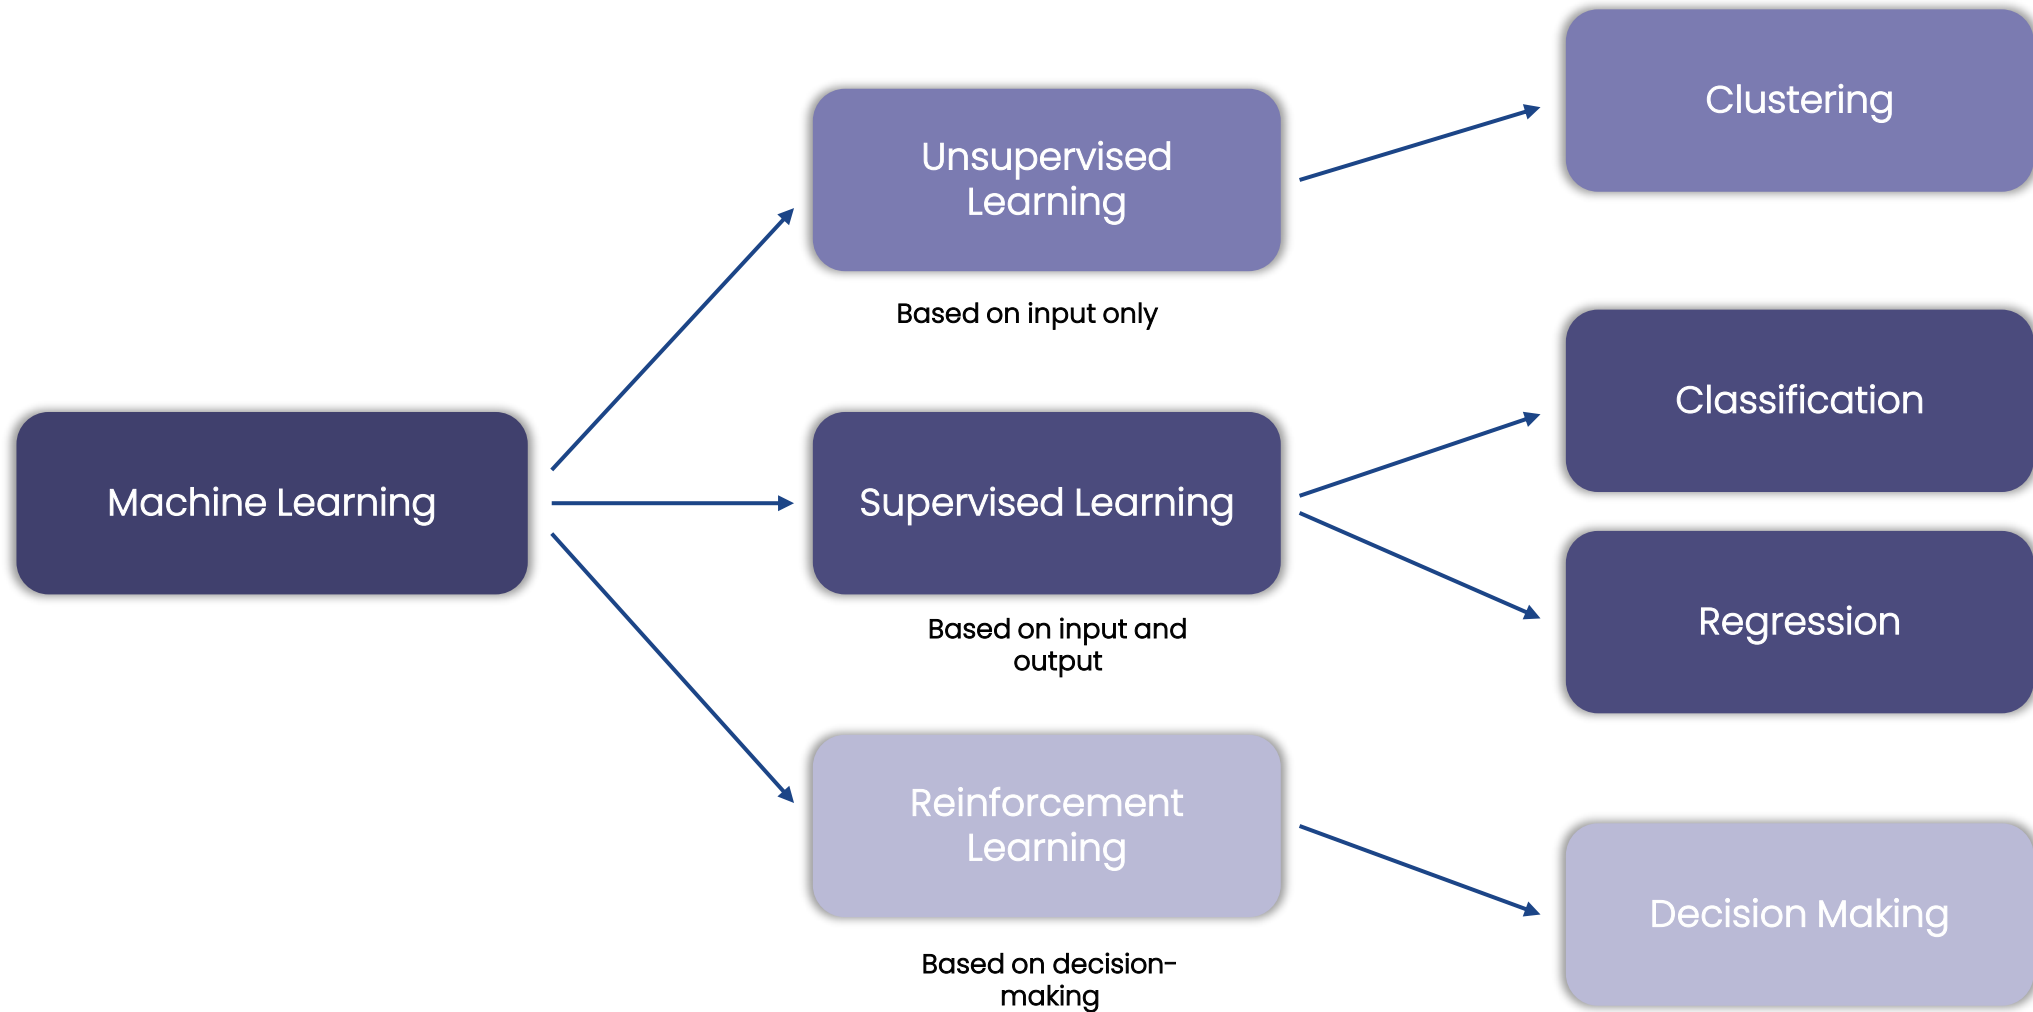 Machine Learning
Unsupervised
Learning
Based on input only
Supervised Learning
Based on input and
output
Reinforcement
Learning
Based on decision-
making
Clustering
Classification
Regression
Decision Making